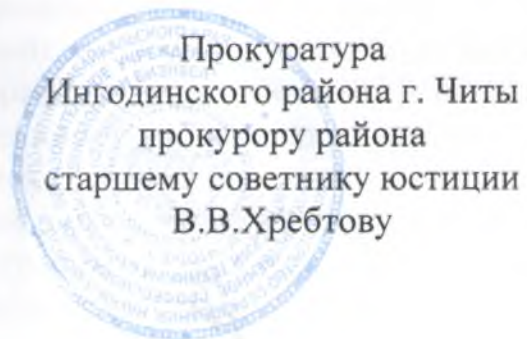 Прокуратура
Ингодинского района г. Читы
прокурору района
старшему советнику юстиции
В.В.Хребтову